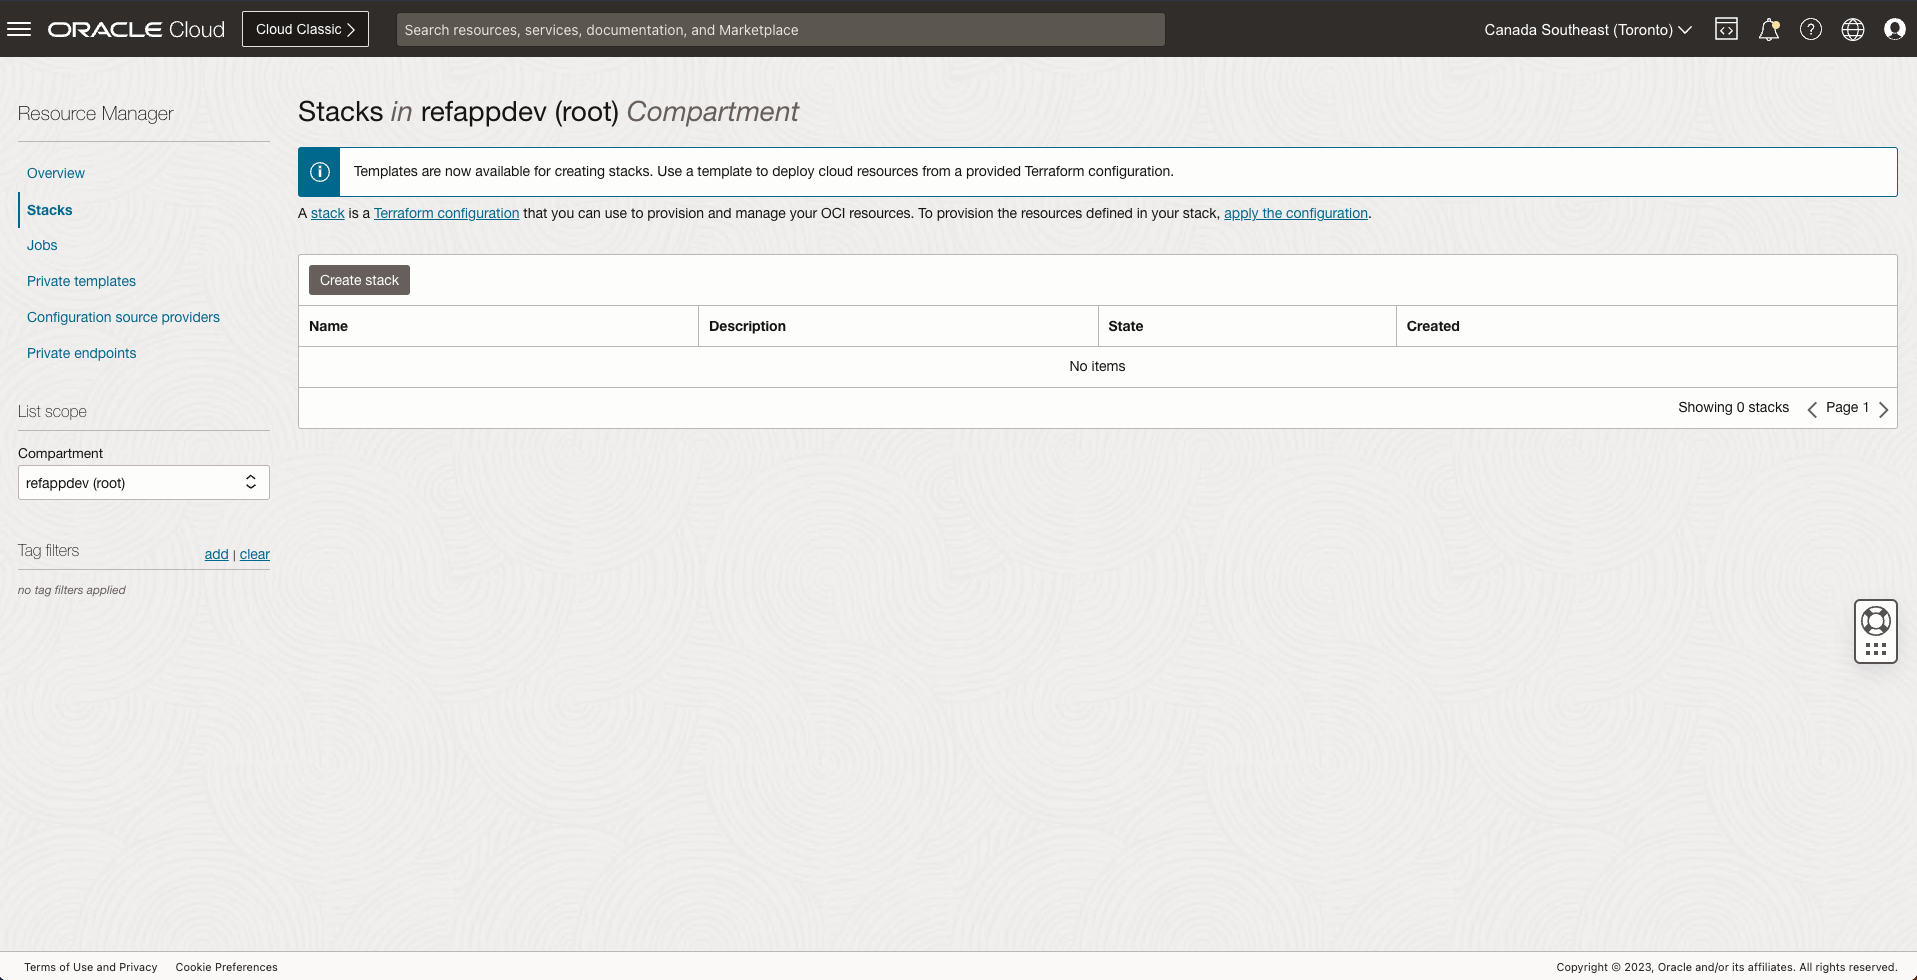 ORACLE Cloud
Cloud Classic
Search resources, services, documentation, and Marketplace
Canada Southeast (Toronto)
Resource Manager
Overview
Stacks
Jobs
Private templates
Configuration source providers
Private endpoints
List scope
Compartment
refappdev (root)
Tag filters
add | clear
no tag filters applied
Stacks in refappdev (root) Compartment
Templates are now available for creating stacks. Use a template to deploy cloud resources from a provided Terraform configuration.
A stack is a Terraform configuration that you can use to provision and manage your OCI resources. To provision the resources defined in your stack, apply the configuration.
Create stack
Name Description State Created
No items
Showing 0 stacks Page 1
Terms of Use and Privacy Cookie Preferences
Copyright © 2023, Oracle and/or its affiliates. All rights reserved.